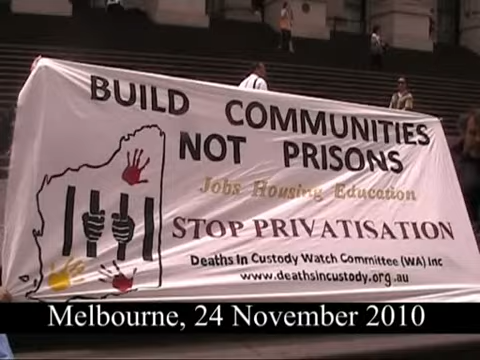 BUILD COMMUNITIES
NOT PRISONS
Jobs Housing Education
STOP PRIVATISATION
Deaths In Custody Watch Committee (WA) Inc
www.deathsincustody.org.au
Melbourne, 24 November 2010